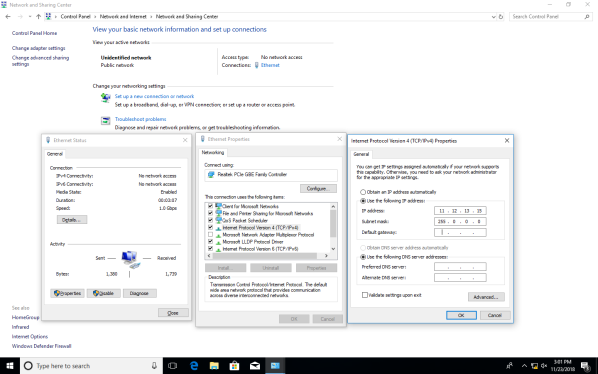 Network and Sharing Center
Control Panel > Network and Internet > Network and Sharing Center
Search Control Panel
Control Panel Home
Change adapter settings
Change advanced sharing
settings
View your basic network information and set up connections
View your active networks
Unidentified network
Public network
Access type: No network access
Connections: Ethernet
Change your networking settings
Set up a new connection or network
Set up a broadband, dial-up, or VPN connection; or set up a router or access point.
Troubleshoot problems
Diagnose and repair network problems, or get troubleshooting information.
Ethernet Status
General
Connection
IPv4 Connectivity: No network access
IPv6 Connectivity: No network access
Media State: Enabled
Duration: 00:03:07
Speed: 1.0 Gbps
Details...
Activity
Sent
Received
Bytes: 1,380 1,739
Properties
Disable
Diagnose
Close
Ethernet Properties
Networking
Connect using:
Realtek PCIe GBE Family Controller
Configure...
This connection uses the following items:
Client for Microsoft Networks
File and Printer Sharing for Microsoft Networks
QoS Packet Scheduler
Internet Protocol Version 4 (TCP/IPv4)
Microsoft Network Adapter Multiplexor Protocol
Microsoft LLDP Protocol Driver
Internet Protocol Version 6 (TCP/IPv6)
Install...
Uninstall
Properties
Description
Transmission Control Protocol/Internet Protocol. The default
wide area network protocol that provides communication
across diverse interconnected networks.
OK
Cancel
Internet Protocol Version 4 (TCP/IPv4) Properties
General
You can get IP settings assigned automatically if your network supports
this capability. Otherwise, you need to ask your network administrator
for the appropriate IP settings.
Obtain an IP address automatically
Use the following IP address:
IP address: 11 . 12 . 13 . 15
Subnet mask: 255 . 0 . 0 . 0
Default gateway: . . .
Obtain DNS server address automatically
Use the following DNS server addresses:
Preferred DNS server: . . .
Alternate DNS server: . . .
Validate settings upon exit
Advanced...
OK
Cancel
See also
HomeGroup
Infrared
Internet Options
Windows Defender Firewall
Type here to search
3:01 PM
11/23/2018